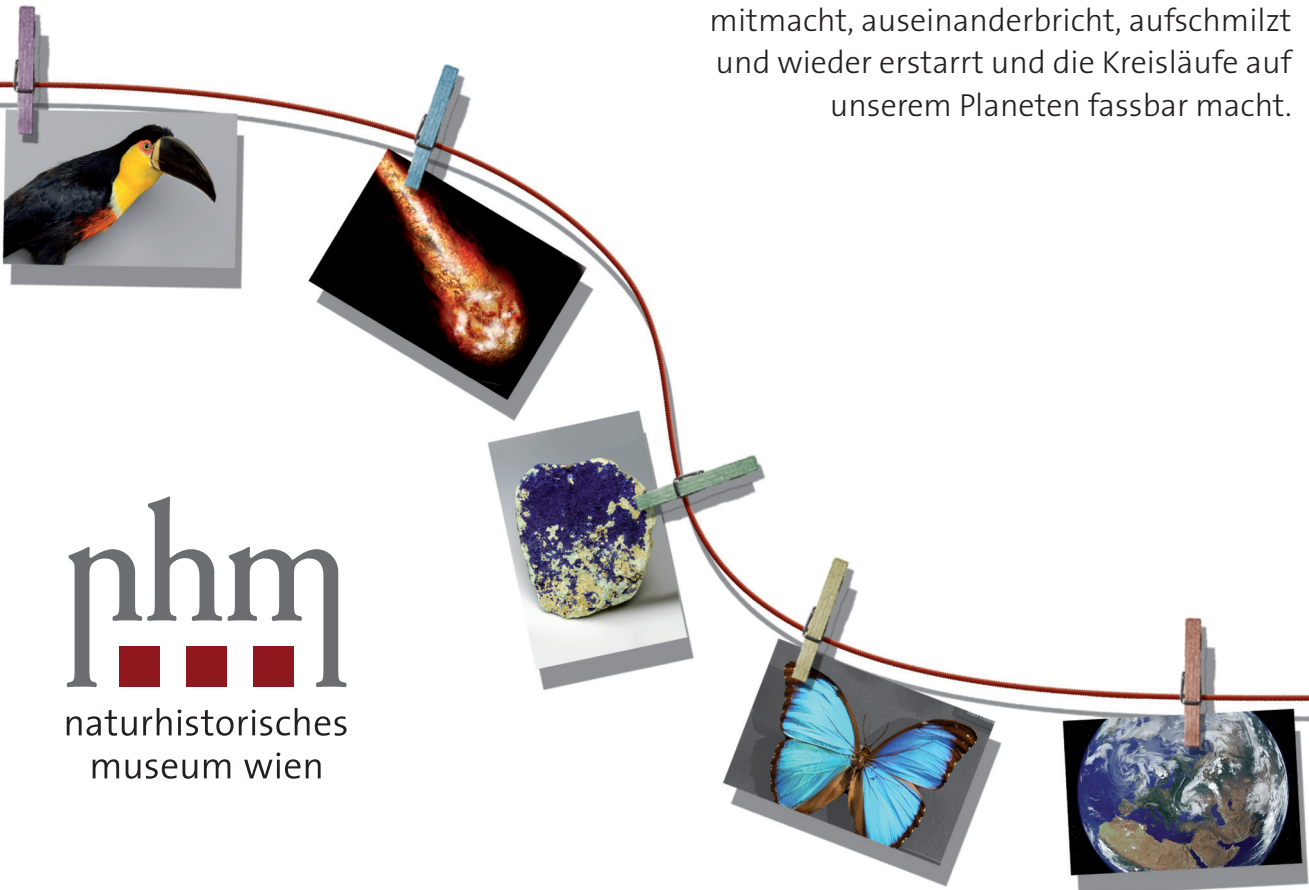 mitmacht, auseinanderbricht, aufschmilzt
und wieder erstarrt und die Kreisläufe auf
unserem Planeten fassbar macht.
nhm
naturhistorisches
museum wien